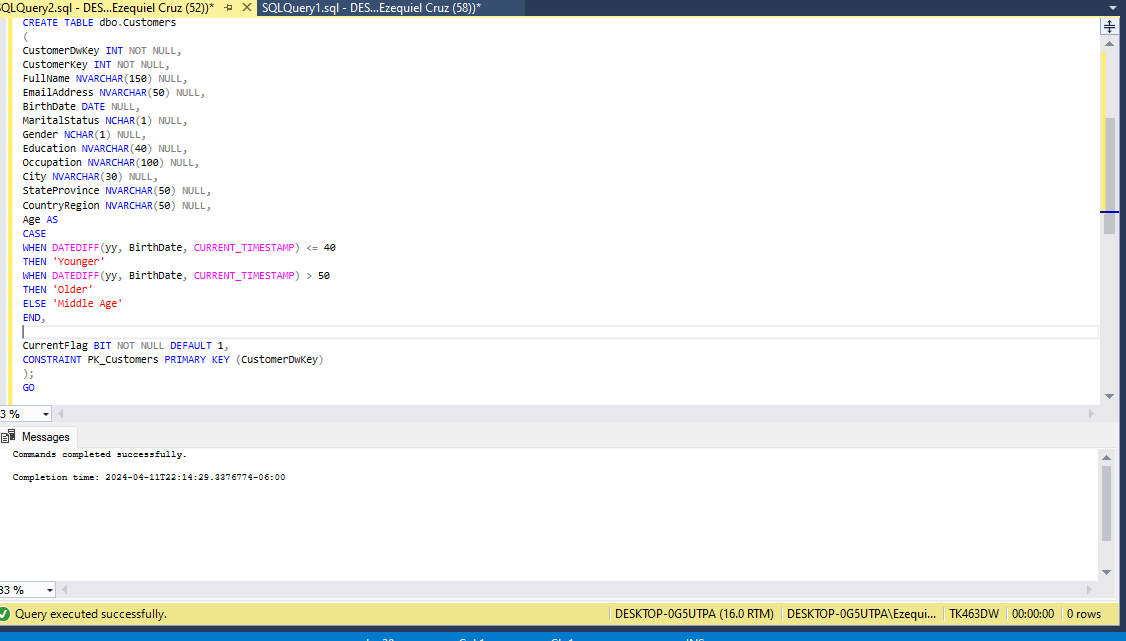 SQLQuery2.sql - DES...Ezequiel Cruz (52))*
SQLQuery1.sql - DES...Ezequiel Cruz (58))*
CREATE TABLE dbo.Customers
(
CustomerDwKey INT NOT NULL,
CustomerKey INT NOT NULL,
FullName NVARCHAR(150) NULL,
EmailAddress NVARCHAR(50) NULL,
BirthDate DATE NULL,
MaritalStatus NCHAR(1) NULL,
Gender NCHAR(1) NULL,
Education NVARCHAR(40) NULL,
Occupation NVARCHAR(100) NULL,
City NVARCHAR(30) NULL,
StateProvince NVARCHAR(50) NULL,
CountryRegion NVARCHAR(50) NULL,
Age AS
CASE
WHEN DATEDIFF(yy, BirthDate, CURRENT_TIMESTAMP) <= 40
THEN 'Younger'
WHEN DATEDIFF(yy, BirthDate, CURRENT_TIMESTAMP) > 50
THEN 'Older'
ELSE 'Middle Age'
END,
CurrentFlag BIT NOT NULL DEFAULT 1,
CONSTRAINT PK_Customers PRIMARY KEY (CustomerDwKey)
);
GO
3 %
Messages
Commands completed successfully.
Completion time: 2024-04-11T22:14:29.3376774-06:00
83 %
Query executed successfully.
DESKTOP-0G5UTPA (16.0 RTM)
DESKTOP-0G5UTPA\Ezequi...
TK463DW
00:00:00
0 rows